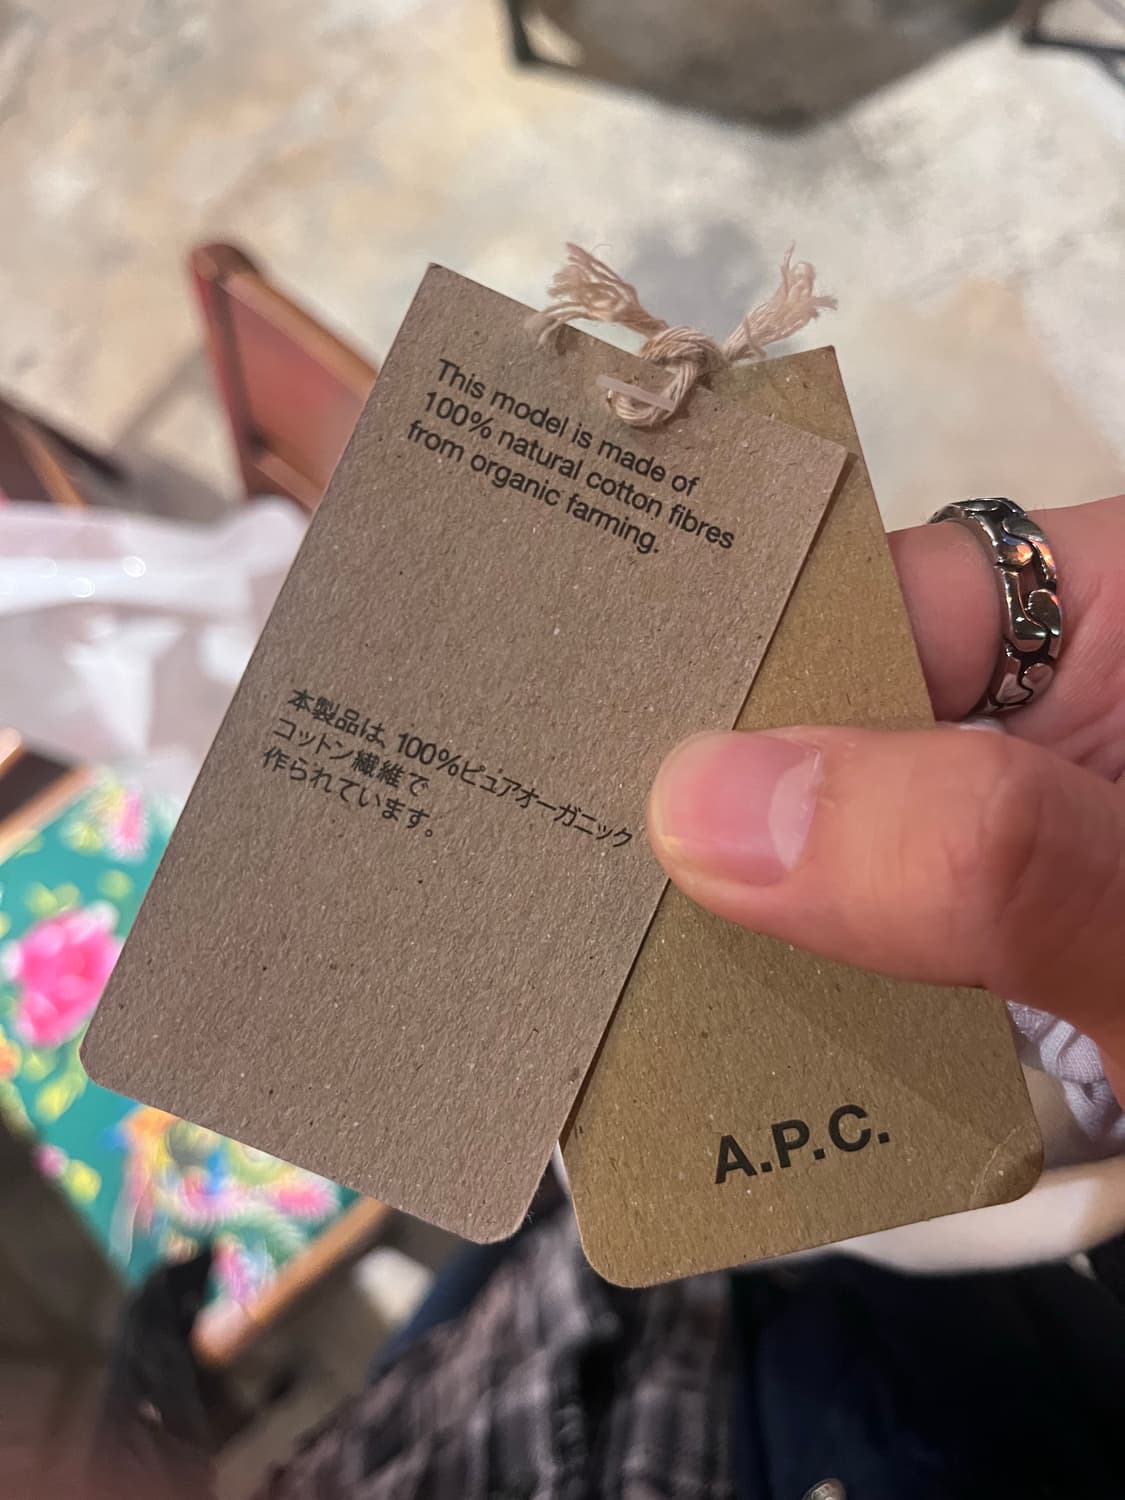 This model is made of
100% natural cotton fibres
from organic farming.
本製品は、100%ピュアオーガニック
コットン繊維で
作られています。
A.P.C.